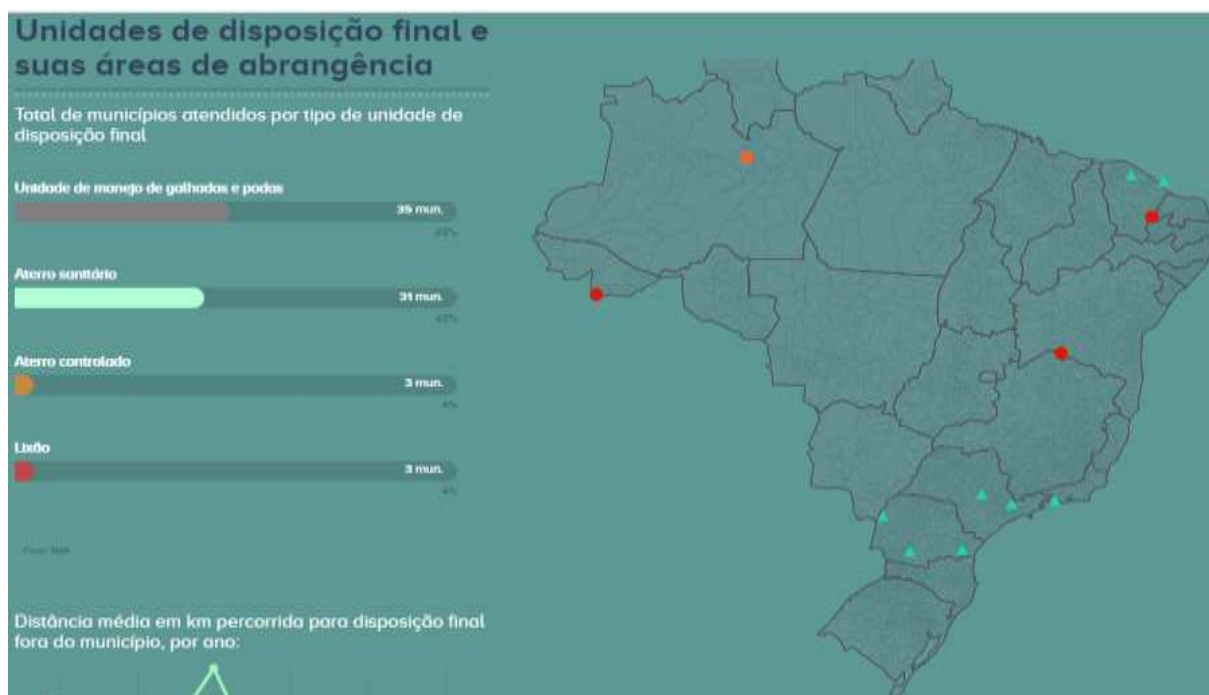 Unidades de disposição final e
suas áreas de abrangência
Total de municípios atendidos por tipo de unidade de
disposição final
Unidade de manejo de galhadas e podas
35 mun.
Aterro sanitário
31 mun.
Aterro controlado
3 mun.
4%
Lixão
3 mun.
4%
Distância média em km percorrida para disposição final
fora do município, por ano: